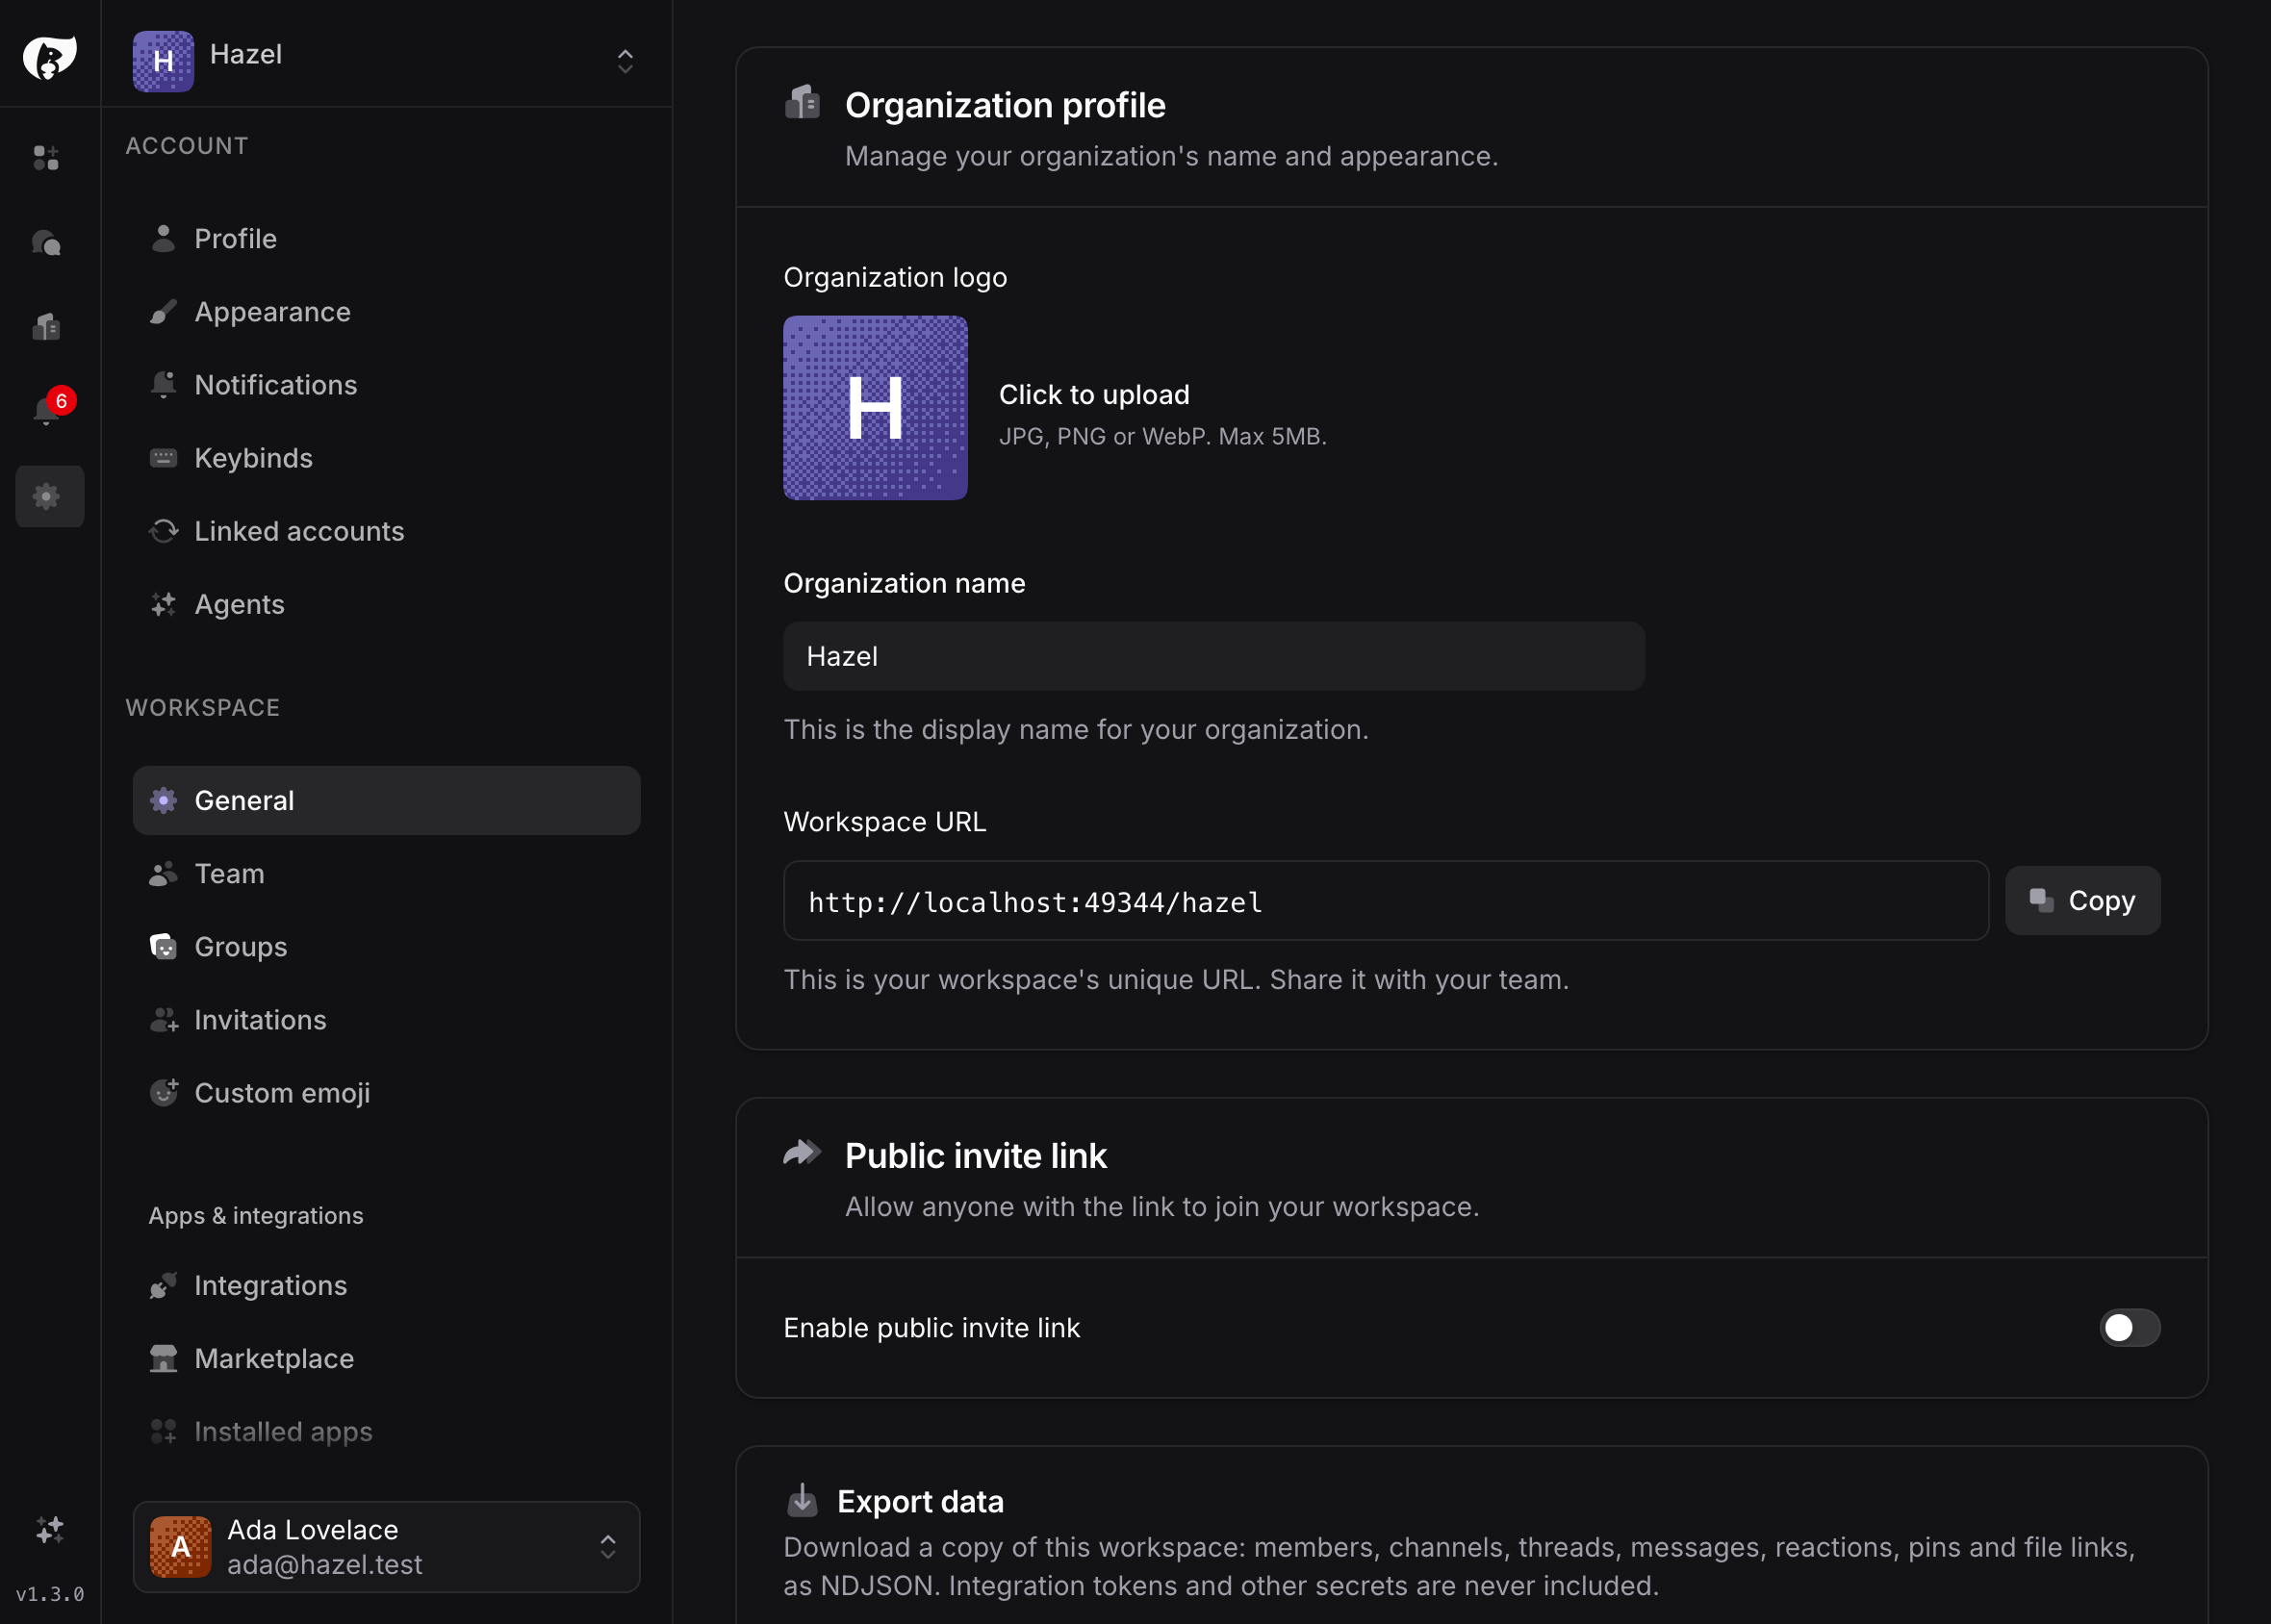 H
Hazel
ACCOUNT
Profile
Appearance
Notifications
6
Keybinds
Linked accounts
Agents
WORKSPACE
General
Team
Groups
Invitations
Custom emoji
Apps & integrations
Integrations
Marketplace
Installed apps
A
Ada Lovelace
ada@hazel.test
v1.3.0
Organization profile
Manage your organization's name and appearance.
Organization logo
H
Click to upload
JPG, PNG or WebP. Max 5MB.
Organization name
Hazel
This is the display name for your organization.
Workspace URL
http://localhost:49344/hazel
Copy
This is your workspace's unique URL. Share it with your team.
Public invite link
Allow anyone with the link to join your workspace.
Enable public invite link
Export data
Download a copy of this workspace: members, channels, threads, messages, reactions, pins and file links,
as NDJSON. Integration tokens and other secrets are never included.